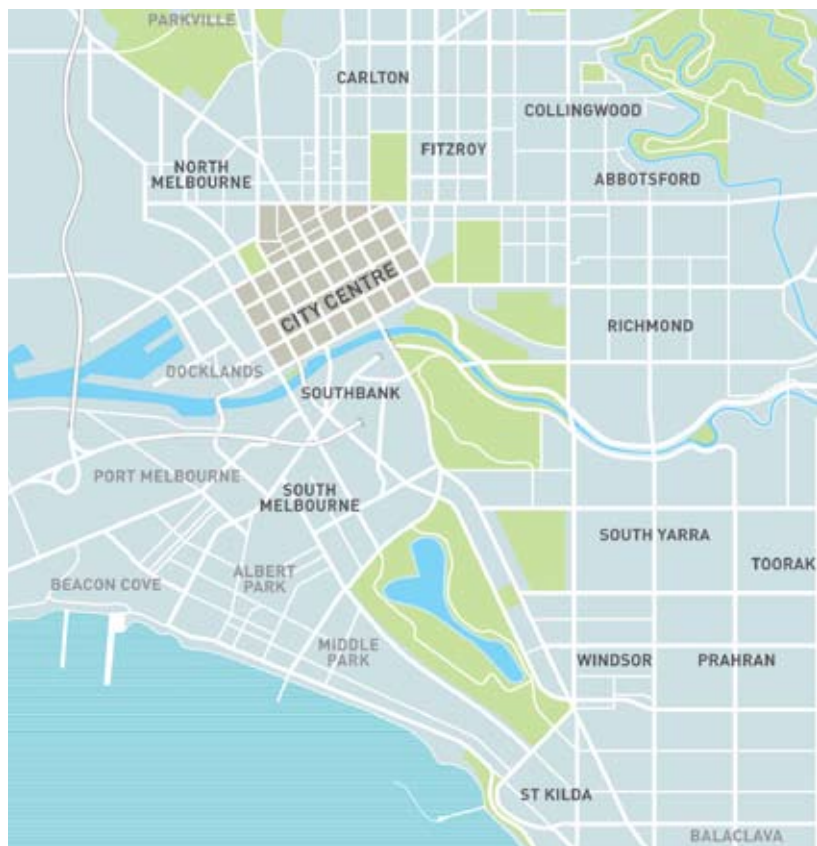 PARKVILLE
CARLTON
COLLINGWOOD
FITZROY
NORTH
MELBOURNE
ABBOTSFORD
CITY CENTRE
RICHMOND
DOCKLANDS
SOUTHBANK
PORT MELBOURNE
SOUTH
MELBOURNE
SOUTH YARRA
TOORAK
BEACON COVE
ALBERT
PARK
MIDDLE
PARK
WINDSOR
PRAHRAN
ST KILDA
BALACLAVA